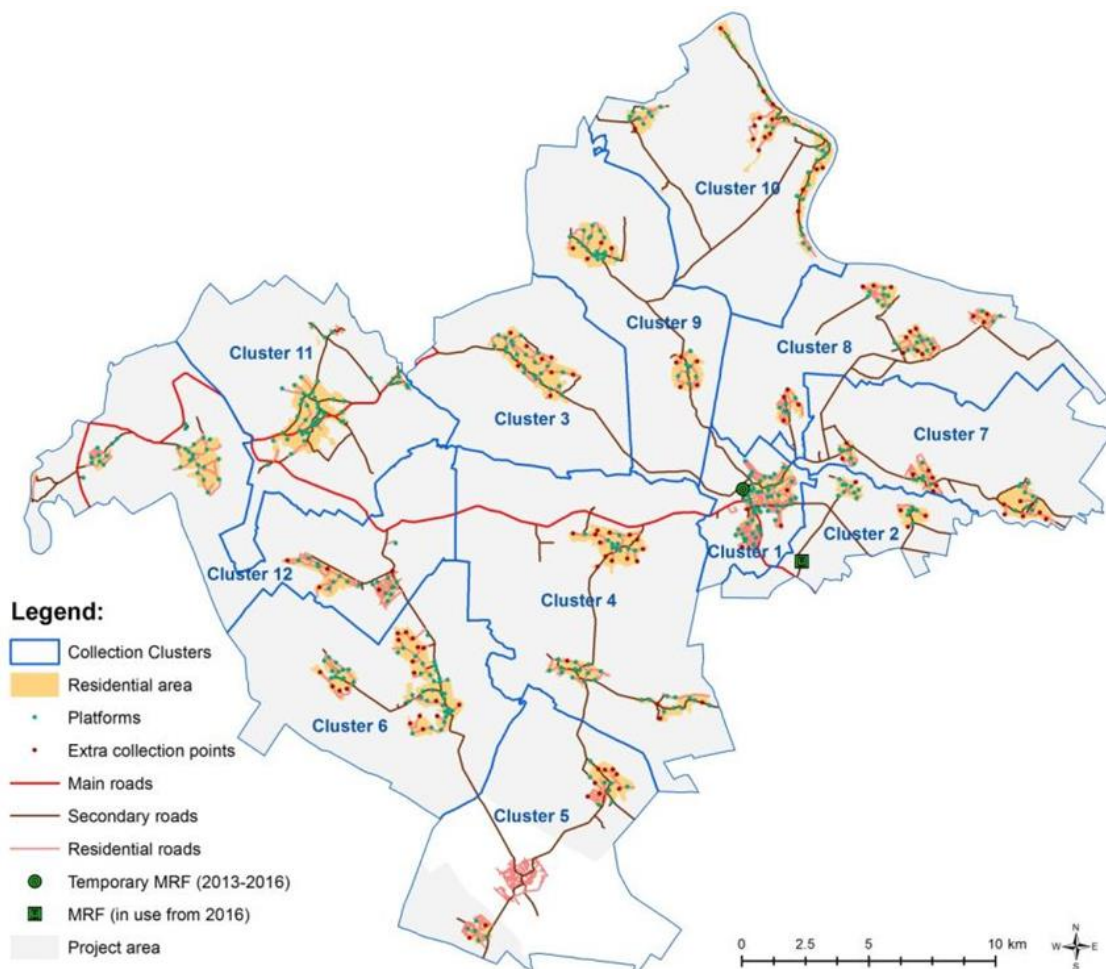 Cluster 10
Cluster 9
Cluster 11
Cluster 8
Cluster 3
Cluster 7
Cluster 2
Cluster 1
Cluster 12
Cluster 4
Cluster 6
Cluster 5
Legend:
Collection Clusters
Residential area
Platforms
Extra collection points
Main roads
Secondary roads
Residential roads
Temporary MRF (2013-2016)
MRF (in use from 2016)
Project area
0 2.5 5 10 km
N
W E
S